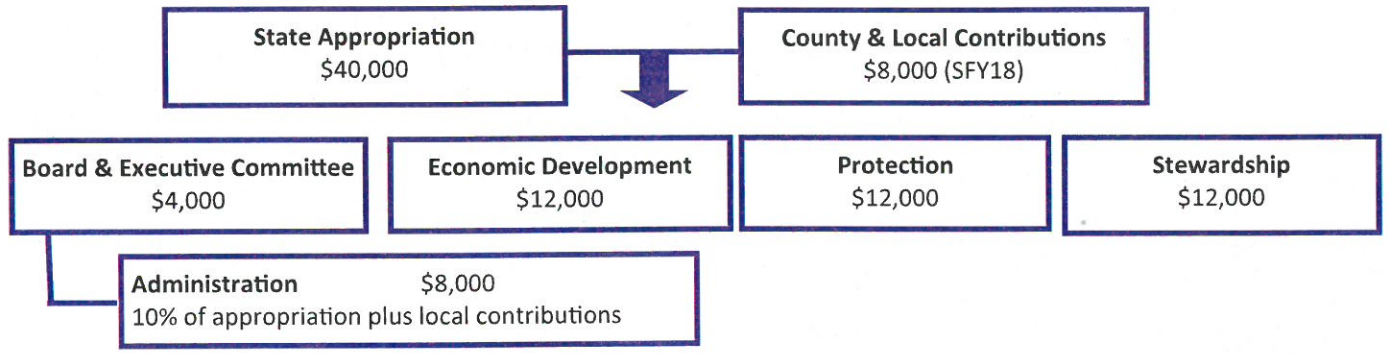 State Appropriation
$40,000
County & Local Contributions
$8,000 (SFY18)
Board & Executive Committee
$4,000
Economic Development
$12,000
Protection
$12,000
Stewardship
$12,000
Administration $8,000
10% of appropriation plus local contributions